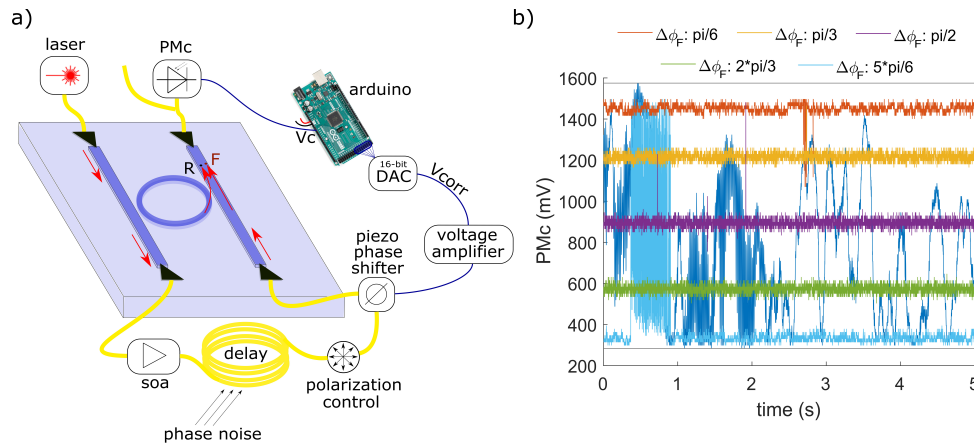 a)
laser
PMc
arduino
Vc
16-bit
DAC
Vcorr
R
F
piezo
phase
shifter
voltage
amplifier
soa
delay
polarization
control
phase noise
b)
Δϕ_F: pi/6
Δϕ_F: pi/3
Δϕ_F: pi/2
Δϕ_F: 2*pi/3
Δϕ_F: 5*pi/6
PMc (mV)
1600
1400
1200
1000
800
600
400
200
0 1 2 3 4 5
time (s)